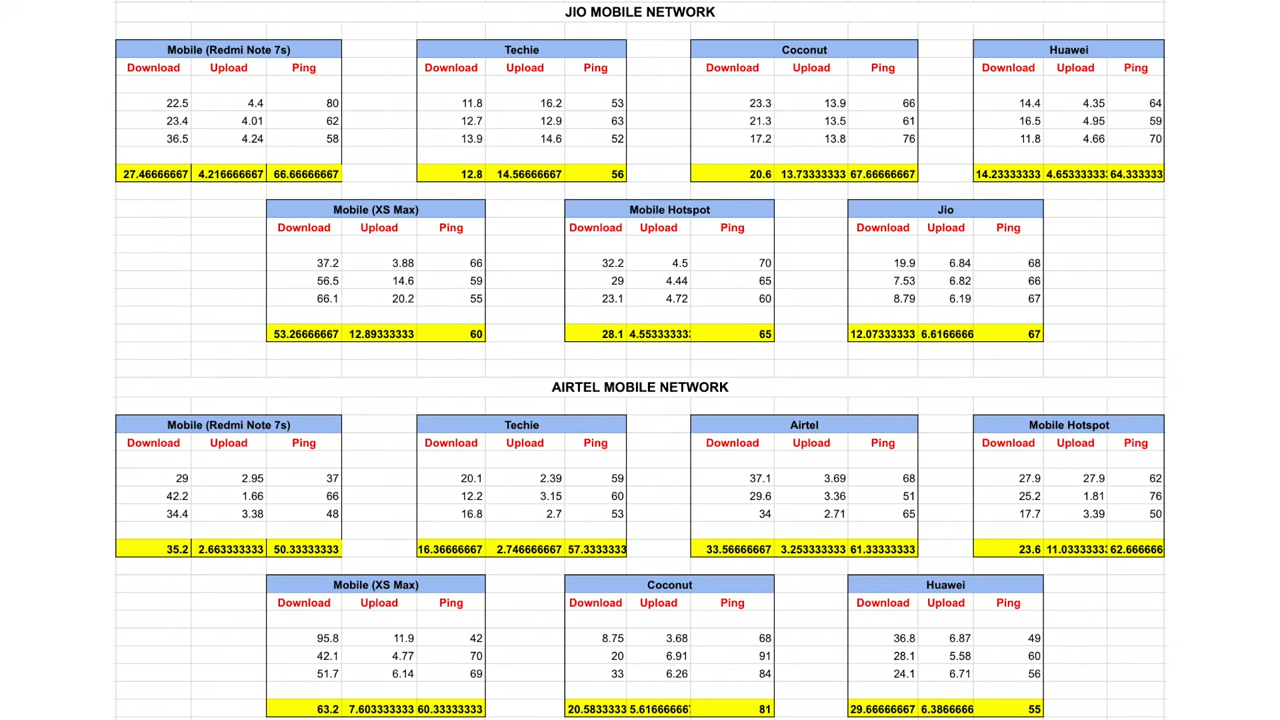 JIO MOBILE NETWORK
Mobile (Redmi Note 7s) Techie Coconut Huawei
Download Upload Ping Download Upload Ping Download Upload Ping Download Upload Ping
22.5 4.4 80 11.8 16.2 53 23.3 13.9 66 14.4 4.35 64
23.4 4.01 62 12.7 12.9 63 21.3 13.5 61 16.5 4.95 59
36.5 4.24 58 13.9 14.6 52 17.2 13.8 76 11.8 4.66 70
27.46666667 4.216666667 66.66666667 12.8 14.56666667 56 20.6 13.73333333 67.66666667 14.23333333 4.65333333 64.333333
Mobile (XS Max) Mobile Hotspot Jio
Download Upload Ping Download Upload Ping Download Upload Ping
37.2 3.88 66 32.2 4.5 70 19.9 6.84 68
56.5 14.6 59 29 4.44 65 7.53 6.82 66
66.1 20.2 55 23.1 4.72 60 8.79 6.19 67
53.26666667 12.89333333 60 28.1 4.55333333 65 12.07333333 6.6166666 67
AIRTEL MOBILE NETWORK
Mobile (Redmi Note 7s) Techie Airtel Mobile Hotspot
Download Upload Ping Download Upload Ping Download Upload Ping Download Upload Ping
29 2.95 37 20.1 2.39 59 37.1 3.69 68 27.9 27.9 62
42.2 1.66 66 12.2 3.15 60 29.6 3.36 51 25.2 1.81 76
34.4 3.38 48 16.8 2.7 53 34 2.71 65 17.7 3.39 50
35.2 2.663333333 50.33333333 16.36666667 2.746666667 57.3333333 33.56666667 3.253333333 61.33333333 23.6 11.0333333 62.666666
Mobile (XS Max) Coconut Huawei
Download Upload Ping Download Upload Ping Download Upload Ping
95.8 11.9 42 8.75 3.68 68 36.8 6.87 49
42.1 4.77 70 20 6.91 91 28.1 5.58 60
51.7 6.14 69 33 6.26 84 24.1 6.71 56
63.2 7.603333333 60.33333333 20.5833333 5.61666666 81 29.66666667 6.3866666 55